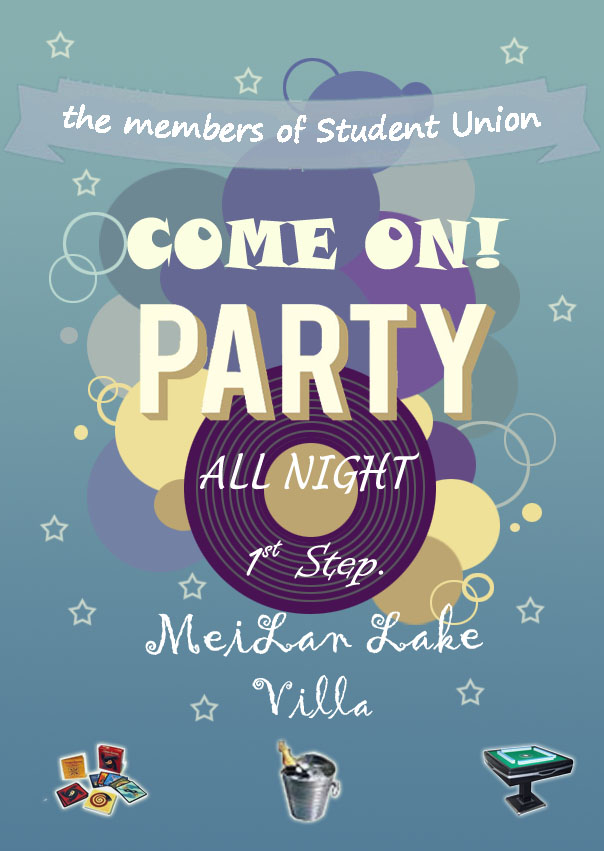 the members of Student Union
COME ON!
PARTY
ALL NIGHT
1st Step.
MeiLan Lake
Villa